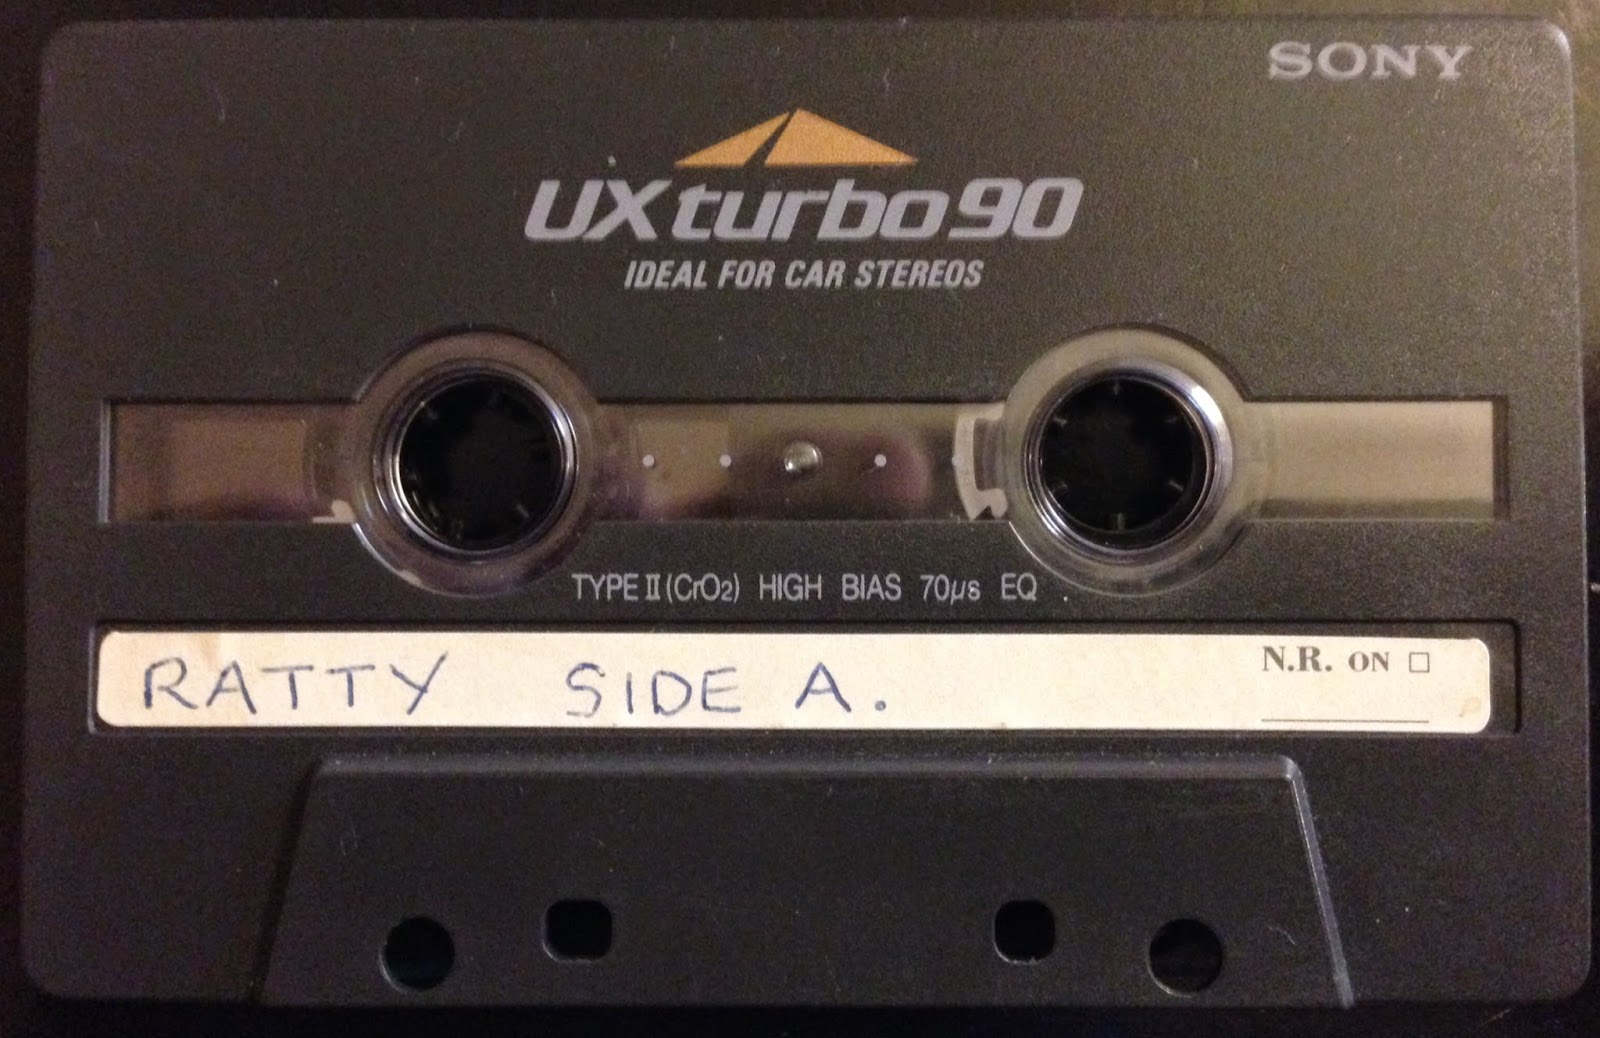 SONY
UX turbo 90
IDEAL FOR CAR STEREOS
TYPE II (CrO2) HIGH BIAS 70µs EQ
RATTY SIDE A.
N.R. ON □